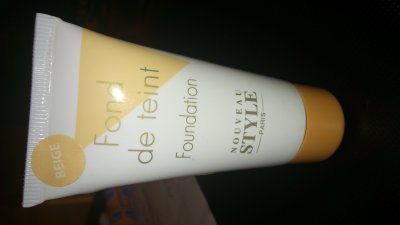 BEIGE
Fond
de teint
Foundation
NOUVEAU
STYLE
PARIS